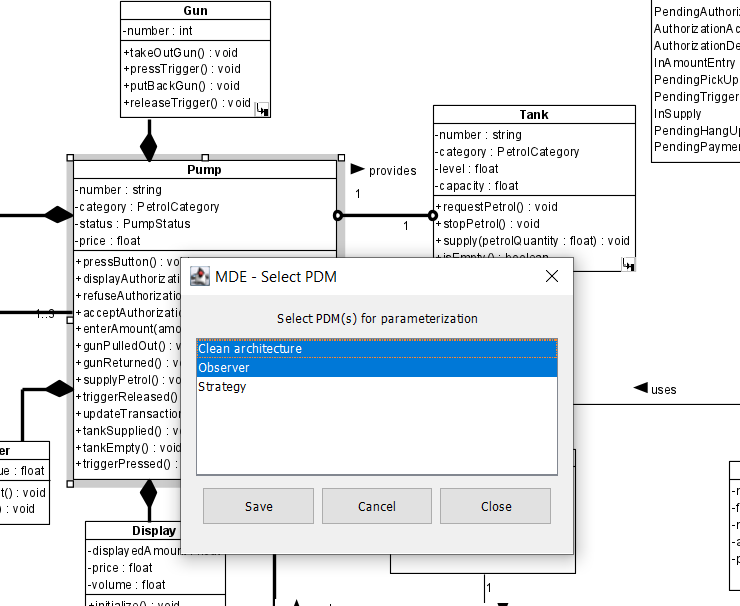 Gun
-number : int
+takeOutGun() : void
+pressTrigger() : void
+putBackGun() : void
+releaseTrigger() : void
PendingAuthoriz
AuthorizationAc
AuthorizationDe
InAmountEntry
PendingPickUp
PendingTrigger
InSupply
PendingHangUp
PendingPaymen
Tank
-number : string
-category : PetrolCategory
-level : float
-capacity : float
+requestPetrol() : void
+stopPetrol() : void
+supply(petrolQuantity : float) : void
+isEmpty() : boolean
provides
1
1
Pump
-number : string
-category : PetrolCategory
-status : PumpStatus
-price : float
+pressButton() : vo
+displayAuthorizati
+refuseAuthorizatio
+acceptAuthorizatio
+enterAmount(amo
+gunPulledOut() : v
+gunReturned() : v
+supplyPetrol() : vo
+triggerReleased()
+updateTransaction
+tankSupplied() : v
+tankEmpty() : void
+triggerPressed() :
1..3
MDE - Select PDM
Select PDM(s) for parameterization
Clean architecture
Observer
Strategy
Save
Cancel
Close
uses
er
ue : float
t() : void
) : void
Display
-displayedAmount : float
-price : float
-volume : float
+initialize() : void
1